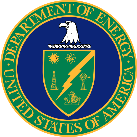 DEPARTMENT OF ENERGY
UNITED STATES OF AMERICA